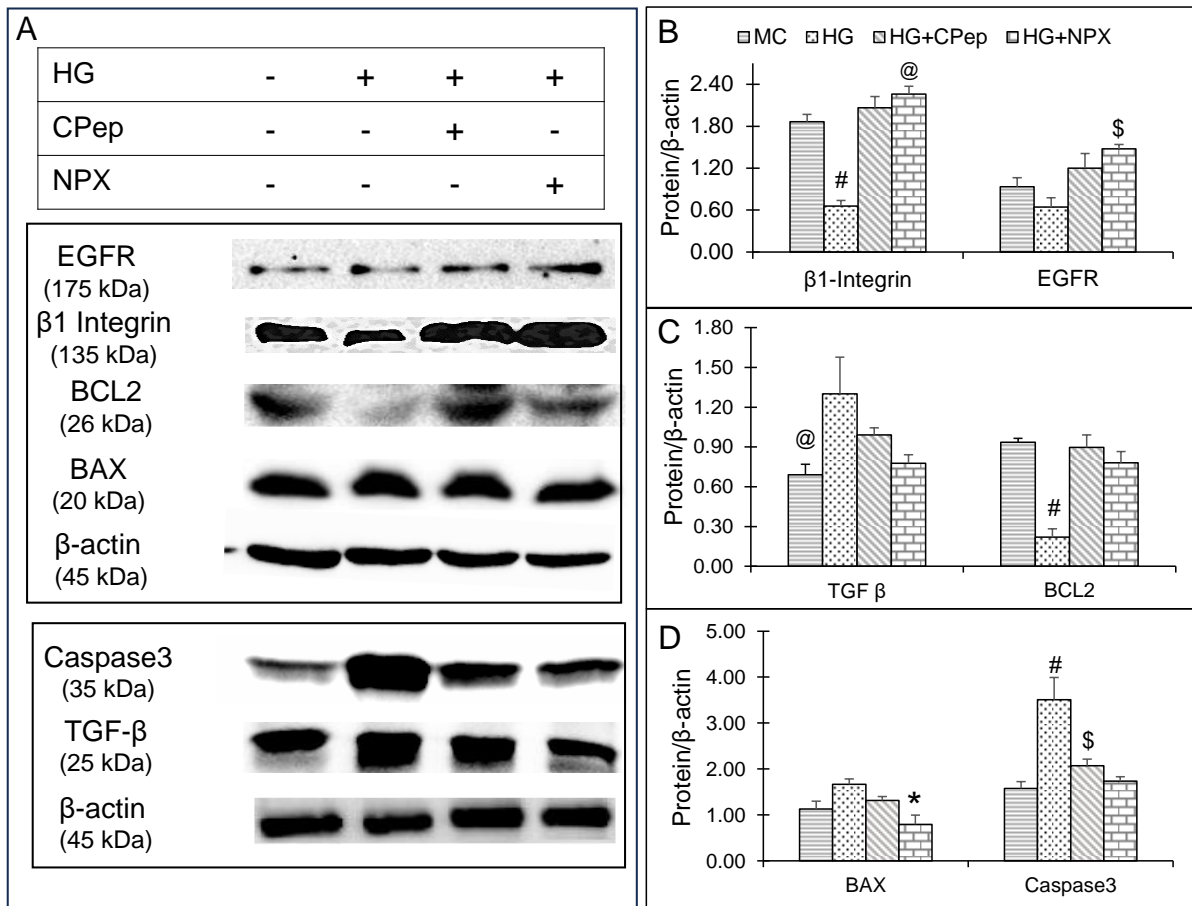 A
HG - + + +
CPep - - + -
NPX - - - +
EGFR
(175 kDa)
β1 Integrin
(135 kDa)
BCL2
(26 kDa)
BAX
(20 kDa)
β-actin
(45 kDa)
Caspase3
(35 kDa)
TGF-β
(25 kDa)
β-actin
(45 kDa)
B
MC HG HG+CPep HG+NPX
Protein/β-actin
2.40
1.80
1.20
0.60
0.00
#
@
$
β1-Integrin EGFR
C
Protein/β-actin
1.80
1.50
1.20
0.90
0.60
0.30
0.00
@
#
TGF β BCL2
D
Protein/β-actin
5.00
4.00
3.00
2.00
1.00
0.00
*
#
$
BAX Caspase3